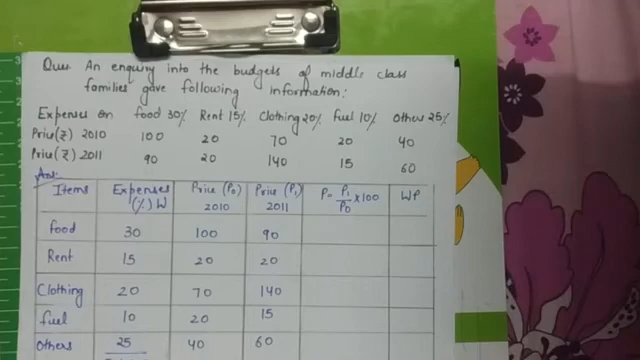 Ques. An enquiry into the budgets of middle class
families gave following information:
Expenses on food 30% Rent 15% Clothing 20% Fuel 10% Others 25%
Price(₹) 2010 100 20 70 20 40
Price(₹) 2011 90 20 140 15 60
Ans:
Items Expenses (%) W Price (P0) 2010 Price (P1) 2011 P = P1/P0 x100 WP
food 30 100 90
Rent 15 20 20
Clothing 20 70 140
fuel 10 20 15
Others 25 40 60